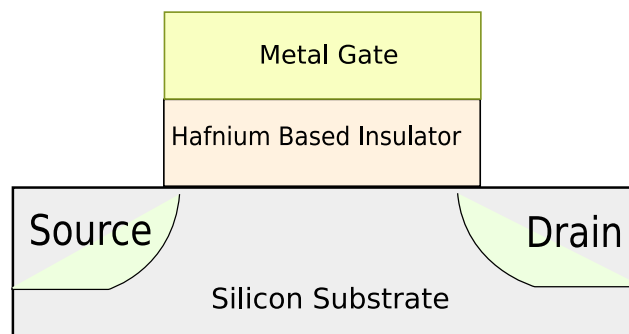 Metal Gate
Hafnium Based Insulator
Source
Drain
Silicon Substrate